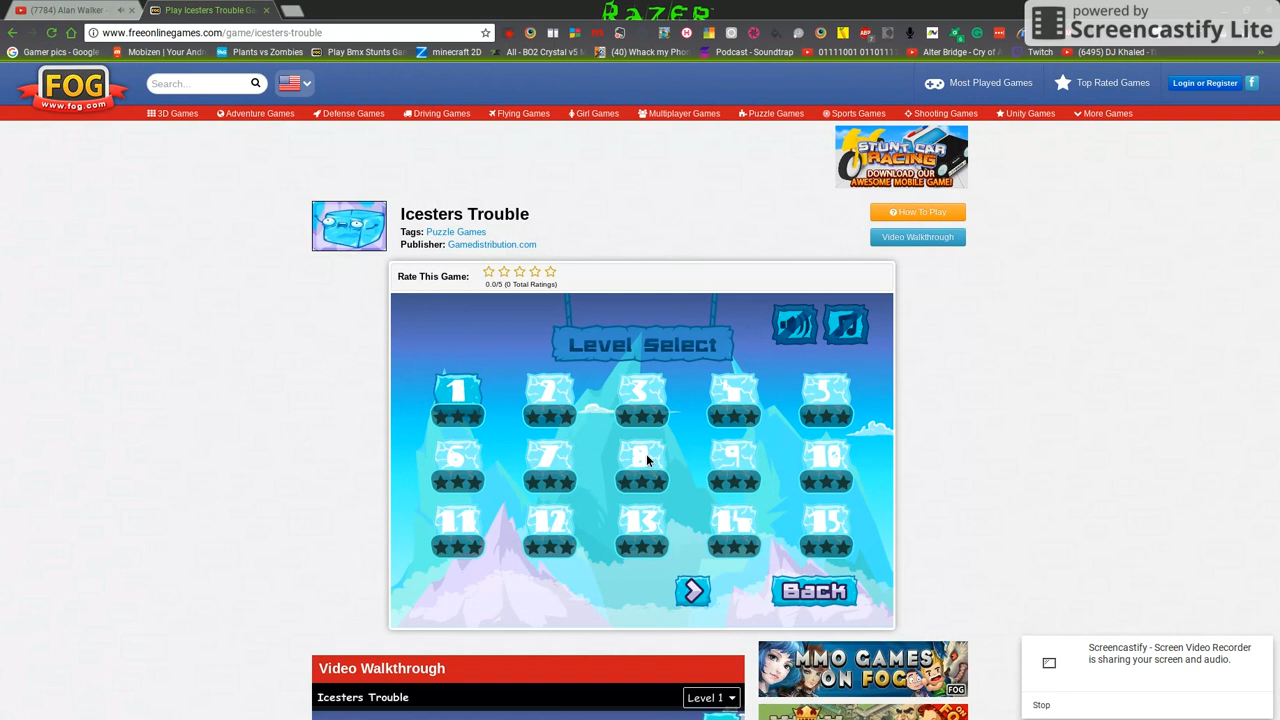 (7784) Alan Walker -
Play Icesters Trouble Ga
RAZER
powered by
Screencastify Lite
www.freeonlinegames.com/game/icesters-trouble
Gamer pics - Google
Mobizen | Your Andr
Plants vs Zombies
Play Bmx Stunts Gan
minecraft 2D
All - BO2 Crystal v5
(40) Whack my Phon
Podcast - Soundtrap
01111001 0110111
Alter Bridge - Cry of A
Twitch
(6495) DJ Khaled - D
FOG
www.fog.com
Search...
Most Played Games
Top Rated Games
Login or Register
3D Games
Adventure Games
Defense Games
Driving Games
Flying Games
Girl Games
Multiplayer Games
Puzzle Games
Sports Games
Shooting Games
Unity Games
More Games
STUNT CAR
RACING
DOWNLOAD OUR
AWESOME MOBILE GAME!
Icesters Trouble
Tags: Puzzle Games
Publisher: Gamedistribution.com
How To Play
Video Walkthrough
Rate This Game:
0.0/5 (0 Total Ratings)
Level Select
1 2 3 4 5
6 7 8 9 10
11 12 13 14 15
Back
Video Walkthrough
Icesters Trouble
Level 1
MMO GAMES
ON FOG
FOG
Screencastify - Screen Video Recorder
is sharing your screen and audio.
Stop